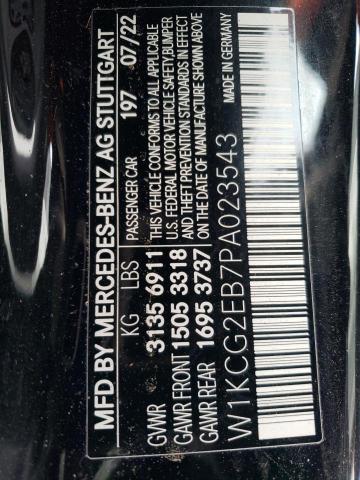 MFD BY MERCEDES-BENZ AG STUTTGART
KG LBS PASSENGER CAR 197 07/22
GVWR 3135 6911
GAWR FRONT 1505 3318
GAWR REAR 1695 3737
THIS VEHICLE CONFORMS TO ALL APPLICABLE
U.S. FEDERAL MOTOR VEHICLE SAFETY,BUMPER
AND THEFT PREVENTION STANDARDS IN EFFECT
ON THE DATE OF MANUFACTURE SHOWN ABOVE.
W1KCG2EB7PA023543
MADE IN GERMANY